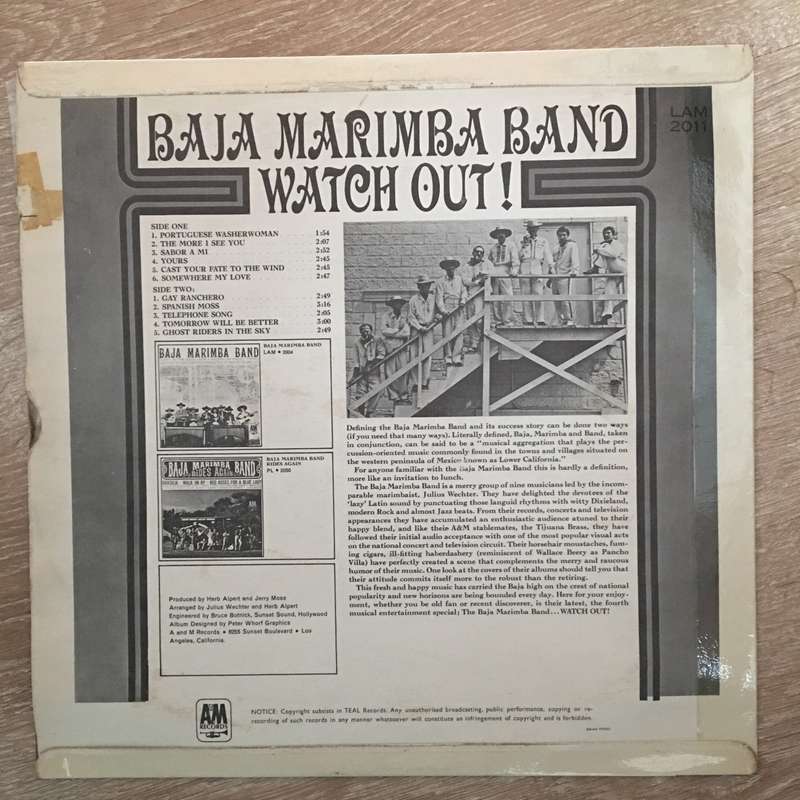 BAJA MARIMBA BAND
WATCH OUT!
LAM
2011
SIDE ONE
1. PORTUGUESE WASHERWOMAN 1:54
2. THE MORE I SEE YOU 2:07
3. SABOR A MI 2:52
4. YOURS 2:45
5. CAST YOUR FATE TO THE WIND 2:45
6. SOMEWHERE MY LOVE 2:47
SIDE TWO:
1. GAY RANCHERO 2:49
2. SPANISH MOSS 3:16
3. TELEPHONE SONG 2:05
4. TOMORROW WILL BE BETTER 3:00
5. GHOST RIDERS IN THE SKY 2:49
BAJA MARIMBA BAND
BAJA MARIMBA BAND
LAM • 2004
BAJA MARIMBA BAND
RIDES AGAIN
BAJA MARIMBA BAND
RIDES AGAIN
PL • 2050
Produced by Herb Alpert and Jerry Moss
Arranged by Julius Wechter and Herb Alpert
Engineered by Bruce Botnick, Sunset Sound, Hollywood
Album Designed by Peter Whorf Graphics
A and M Records • 8255 Sunset Boulevard • Los
Angeles, California.
Defining the Baja Marimba Band and its success story can be done two ways
(if you need that many ways). Literally defined, Baja, Marimba and Band, taken
in conjunction, can be said to be a "musical aggregation that plays the per-
cussion-oriented music commonly found in the towns and villages situated on
the western peninsula of Mexico known as Lower California."
For anyone familiar with the Baja Marimba Band this is hardly a definition,
more like an invitation to lunch.
The Baja Marimba Band is a merry group of nine musicians led by the incom-
parable marimbaist, Julius Wechter. They have delighted the devotees of the
'lazy' Latin sound by punctuating those languid rhythms with witty Dixieland,
modern Rock and almost Jazz beats. From their records, concerts and television
appearances they have accumulated an enthusiastic audience atuned to their
happy blend, and like their A&M stablemates, the Tijuana Brass, they have
followed their initial audio acceptance with one of the most popular visual acts
on the national concert and television circuit. Their horsehair moustaches, fum-
ing cigars, ill-fitting haberdashery (reminiscent of Wallace Beery as Pancho
Villa) have perfectly created a scene that complements the merry and raucous
humor of their music. One look at the covers of their albums should tell you that
their attitude commits itself more to the robust than the retiring.
This fresh and happy music has carried the Baja high on the crest of national
popularity and new horizons are being bounded every day. Here for your enjoy-
ment, whether you be old fan or recent discoverer, is their latest, the fourth
musical entertainment special; The Baja Marimba Band...WATCH OUT!
A&M
RECORDS
NOTICE: Copyright subsists in TEAL Records. Any unauthorised broadcasting, public performance, copying or re-
recording of such records in any manner whatsoever will constitute an infringement of copyright and is forbidden.